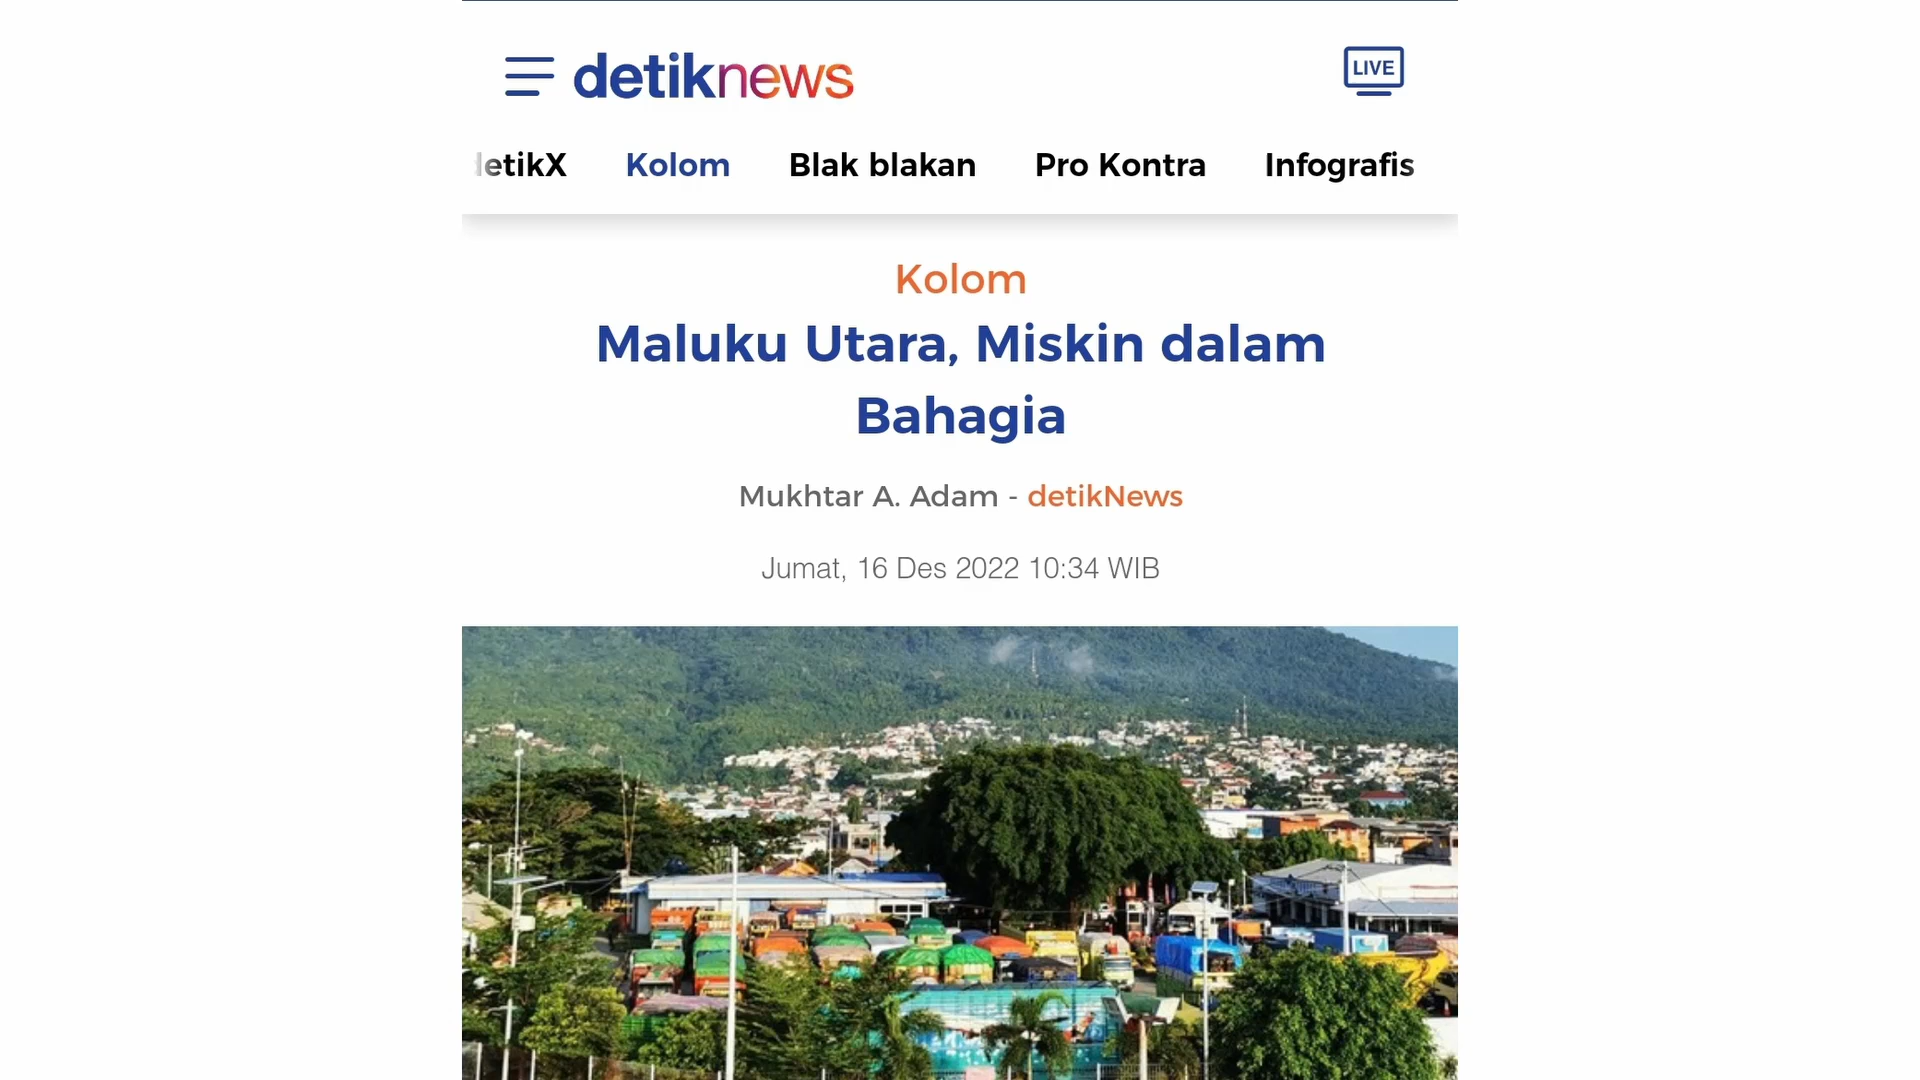 detiknews
LIVE
etikX Kolom Blak blakan Pro Kontra Infografis
Kolom
Maluku Utara, Miskin dalam
Bahagia
Mukhtar A. Adam - detikNews
Jumat, 16 Des 2022 10:34 WIB